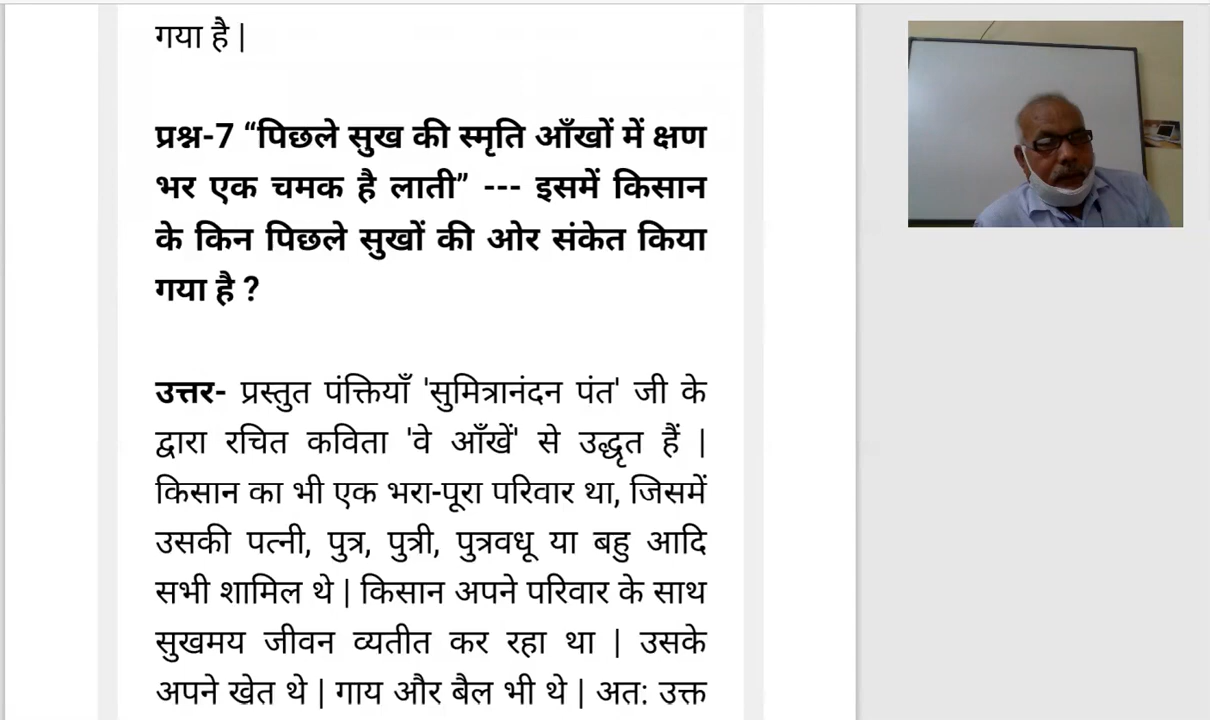 गया है |
प्रश्न-7 “पिछले सुख की स्मृति आँखों में क्षण
भर एक चमक है लाती” --- इसमें किसान
के किन पिछले सुखों की ओर संकेत किया
गया है ?
उत्तर- प्रस्तुत पंक्तियाँ 'सुमित्रानंदन पंत' जी के
द्वारा रचित कविता 'वे आँखें' से उद्धृत हैं |
किसान का भी एक भरा-पूरा परिवार था, जिसमें
उसकी पत्नी, पुत्र, पुत्री, पुत्रवधू या बहु आदि
सभी शामिल थे | किसान अपने परिवार के साथ
सुखमय जीवन व्यतीत कर रहा था | उसके
अपने खेत थे | गाय और बैल भी थे | अत: उक्त